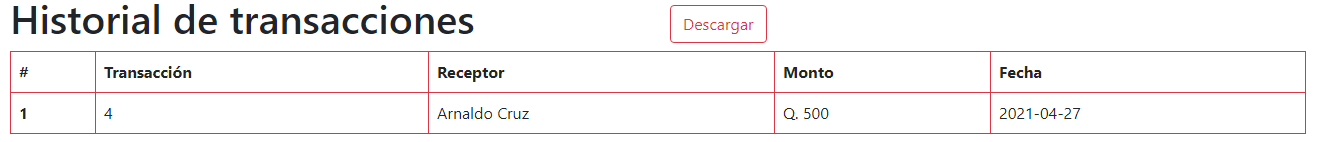 Historial de transacciones
Descargar
# Transacción Receptor Monto Fecha
1 4 Arnaldo Cruz Q. 500 2021-04-27